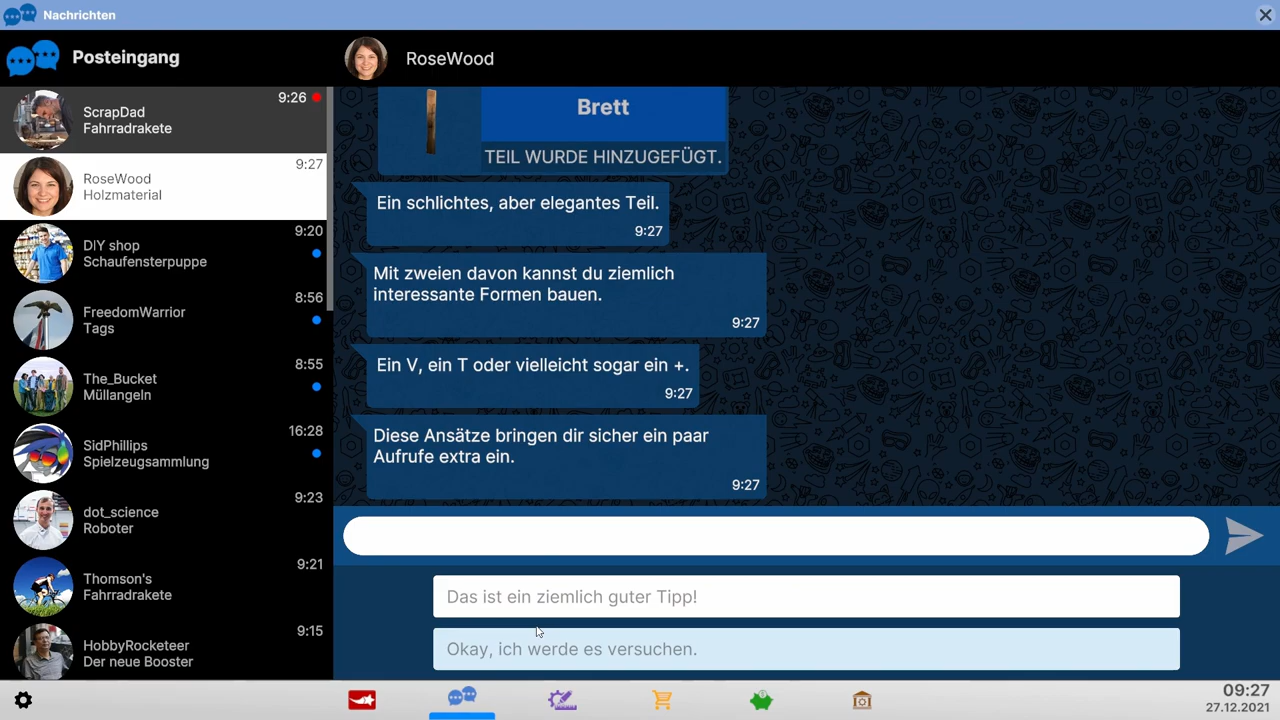 Nachrichten
Posteingang
RoseWood
9:26
ScrapDad
Fahrradrakete
9:27
RoseWood
Holzmaterial
9:20
DIY shop
Schaufensterpuppe
8:56
FreedomWarrior
Tags
8:55
The_Bucket
Müllangeln
16:28
SidPhillips
Spielzeugsammlung
9:23
dot_science
Roboter
9:21
Thomson's
Fahrradrakete
9:15
HobbyRocketeer
Der neue Booster
Brett
TEIL WURDE HINZUGEFÜGT.
Ein schlichtes, aber elegantes Teil.
9:27
Mit zweien davon kannst du ziemlich
interessante Formen bauen.
9:27
Ein V, ein T oder vielleicht sogar ein +.
9:27
Diese Ansätze bringen dir sicher ein paar
Aufrufe extra ein.
9:27
Das ist ein ziemlich guter Tipp!
Okay, ich werde es versuchen.
09:27
27.12.2021